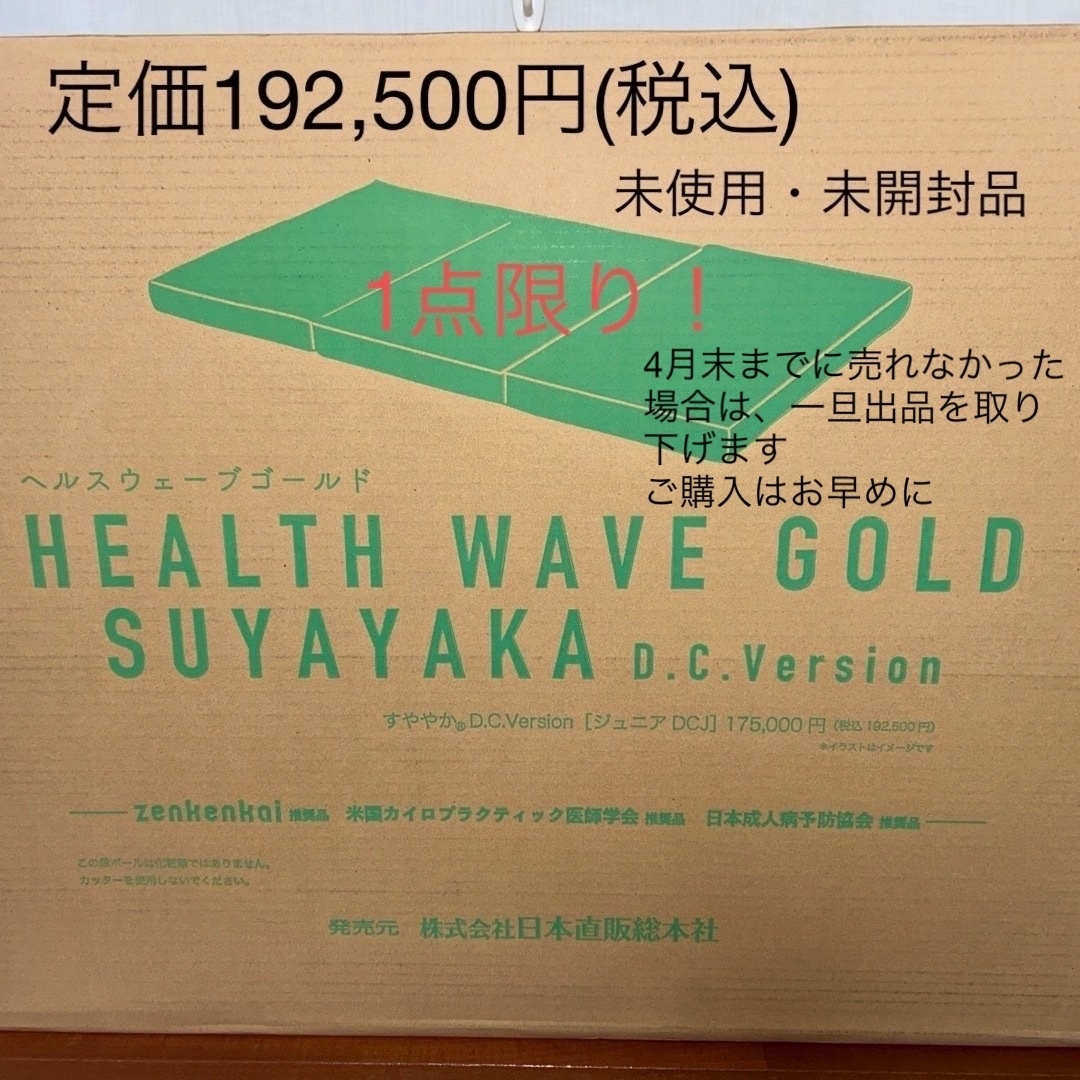 定価192,500円(税込)
未使用・未開封品
1点限り！
4月末までに売れなかった
場合は、一旦出品を取り
下げます
ご購入はお早めに
ヘルスウェーブゴールド
HEALTH WAVE GOLD
SUYAYAKA D.C.Version
すややか® D.C.Version［ジュニア DCJ］175,000 円（税込 192,500円）
※イラストはイメージです
zenkenkai 推奨品 米国カイロプラクティック医師学会 推奨品 日本成人病予防協会 推奨品
この段ボールは化粧箱ではありません。
カッターを使用しないでください。
発売元 株式会社日本直販総本社